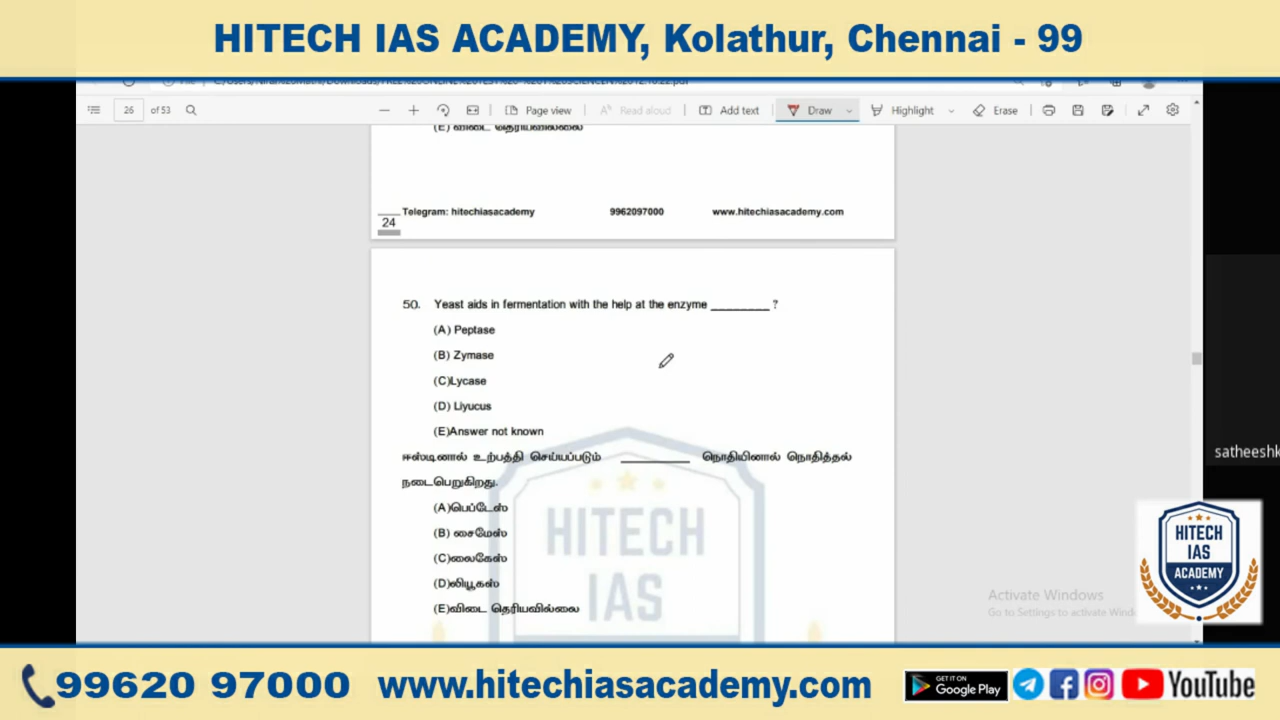 HITECH IAS ACADEMY, Kolathur, Chennai - 99
26 of 53 Page view Read aloud Add text Draw Highlight Erase
(E) விடை தெரியவில்லை
Telegram: hitechiasacademy 9962097000 www.hitechiasacademy.com
24
50. Yeast aids in fermentation with the help at the enzyme ________ ?
(A) Peptase
(B) Zymase
(C)Lycase
(D) Liyucus
(E)Answer not known
ஈஸ்டினால் உற்பத்தி செய்யப்படும் ________ நொதியினால் நொதித்தல்
நடைபெறுகிறது.
(A)பெப்டேஸ்
(B) சைமேஸ்
(C)லைகேஸ்
(D)லியூகஸ்
(E)விடை தெரியவில்லை
HITECH
IAS
satheeshk
HITECH
IAS
ACADEMY
Activate Windows
Go to Settings to activate Wind
99620 97000 www.hitechiasacademy.com GET IT ON Google Play YouTube